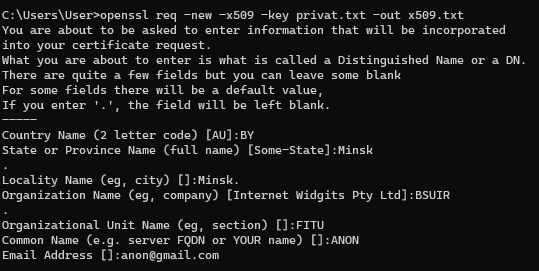 C:\Users\User>openssl req -new -x509 -key privat.txt -out x509.txt
You are about to be asked to enter information that will be incorporated
into your certificate request.
What you are about to enter is what is called a Distinguished Name or a DN.
There are quite a few fields but you can leave some blank
For some fields there will be a default value,
If you enter '.', the field will be left blank.
-----
Country Name (2 letter code) [AU]:BY
State or Province Name (full name) [Some-State]:Minsk
.
Locality Name (eg, city) []:Minsk.
Organization Name (eg, company) [Internet Widgits Pty Ltd]:BSUIR
.
Organizational Unit Name (eg, section) []:FITU
Common Name (e.g. server FQDN or YOUR name) []:ANON
Email Address []:anon@gmail.com